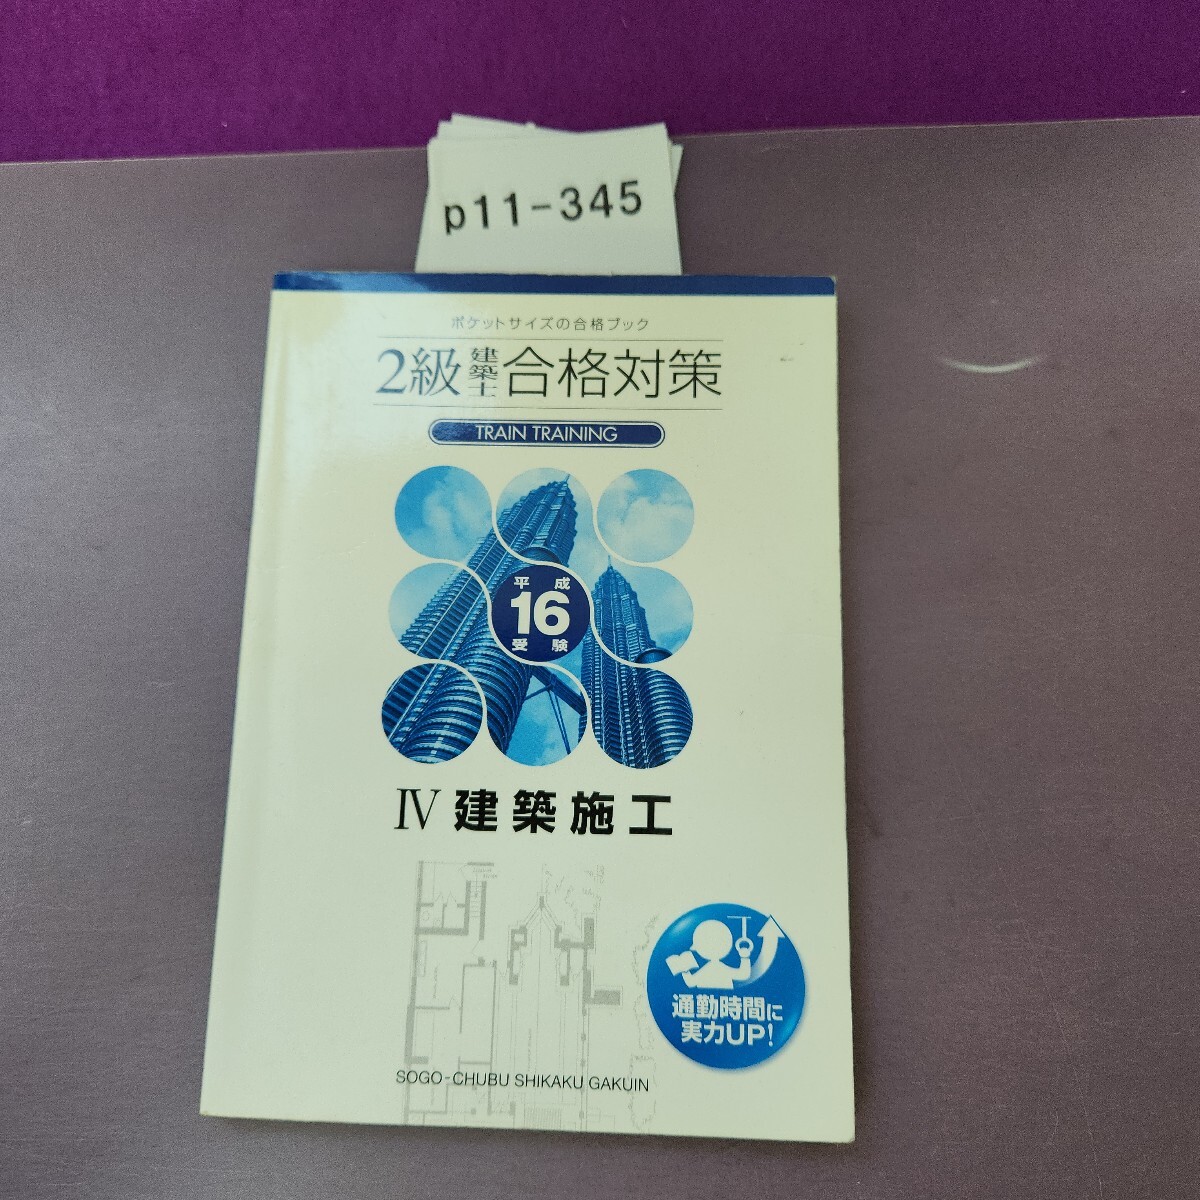 p11-345
ポケットサイズの合格ブック
2級建築士合格対策
TRAIN TRAINING
平成
16
受験
IV 建築施工
通勤時間に
実力UP!
SOGO-CHUBU SHIKAKU GAKUIN